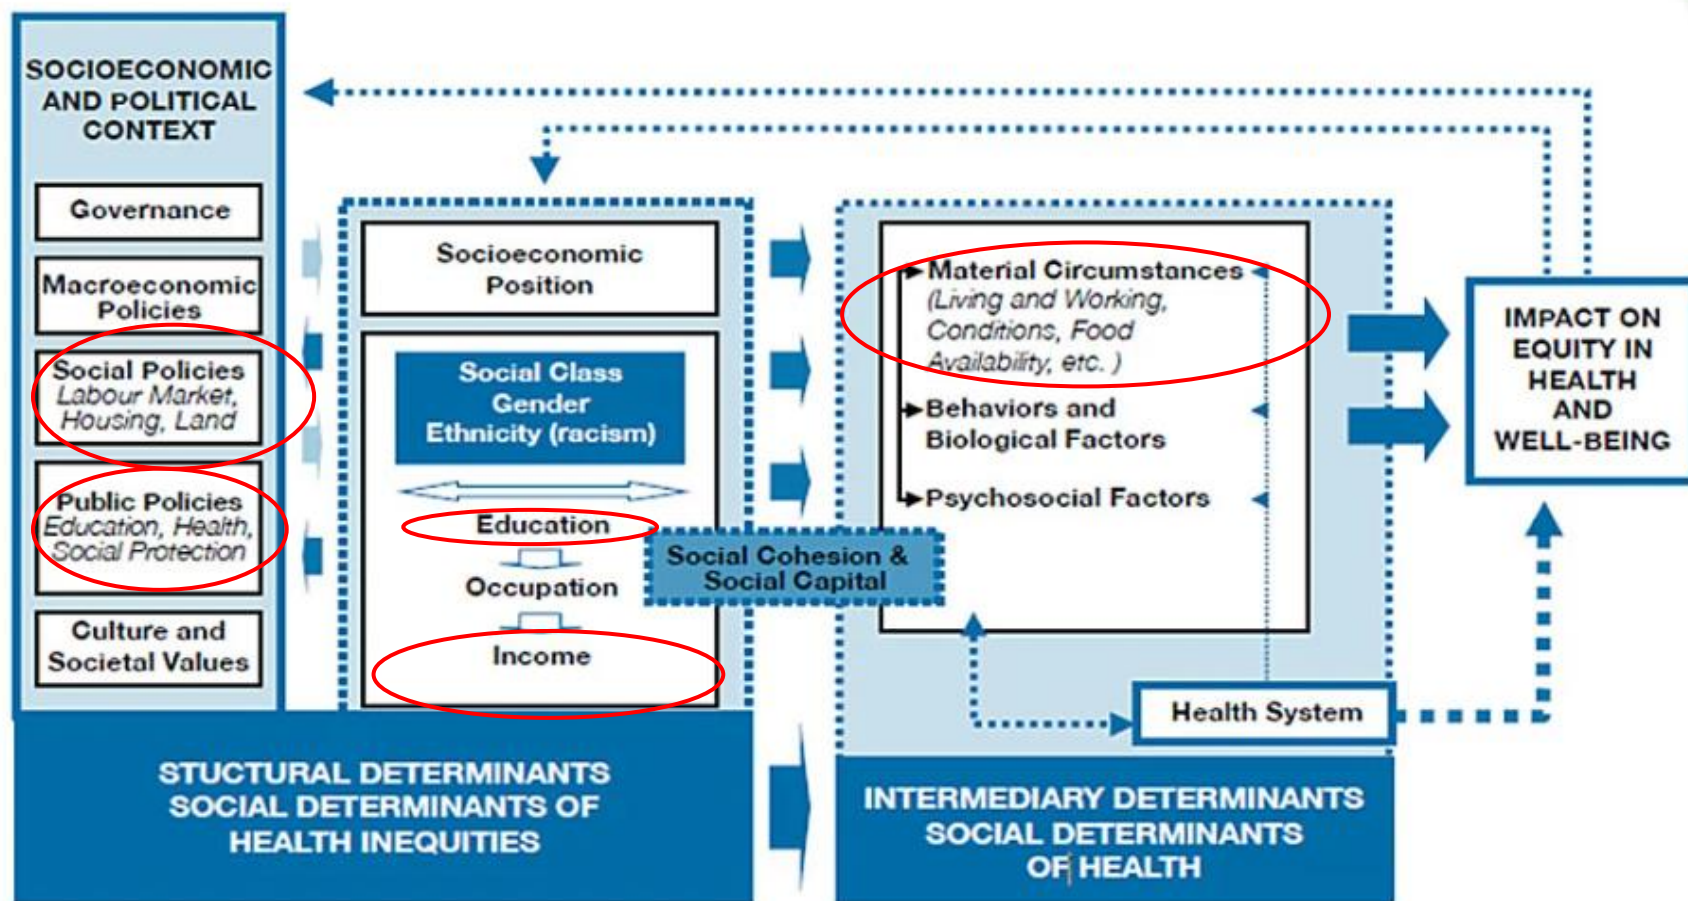 SOCIOECONOMIC
AND POLITICAL
CONTEXT
Governance
Macroeconomic
Policies
Social Policies
Labour Market,
Housing, Land
Public Policies
Education, Health,
Social Protection
Culture and
Societal Values
Socioeconomic
Position
Social Class
Gender
Ethnicity (racism)
Education
Occupation
Income
Social Cohesion &
Social Capital
STUCTURAL DETERMINANTS
SOCIAL DETERMINANTS OF
HEALTH INEQUITIES
Material Circumstances
(Living and Working,
Conditions, Food
Availability, etc. )
Behaviors and
Biological Factors
Psychosocial Factors
Health System
INTERMEDIARY DETERMINANTS
SOCIAL DETERMINANTS
OF HEALTH
IMPACT ON
EQUITY IN
HEALTH
AND
WELL-BEING